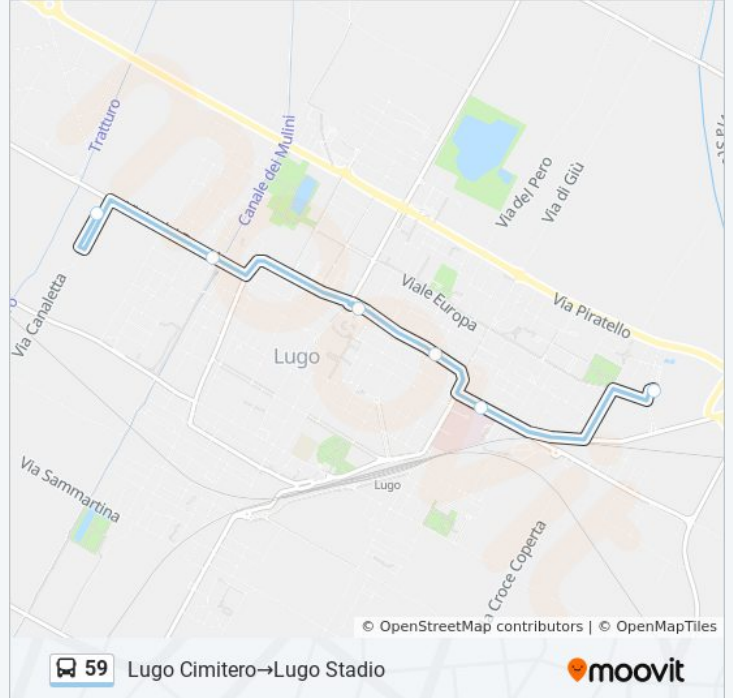 Tratturo
Canale dei Mulini
Via del Pero
Via di Giù
Viale Europa
Via Piratello
Via Canaletta
Lugo
Via Sammartina
Lugo
Croce Coperta
© OpenStreetMap contributors | © OpenMapTiles
59 Lugo Cimitero→Lugo Stadio
moovit